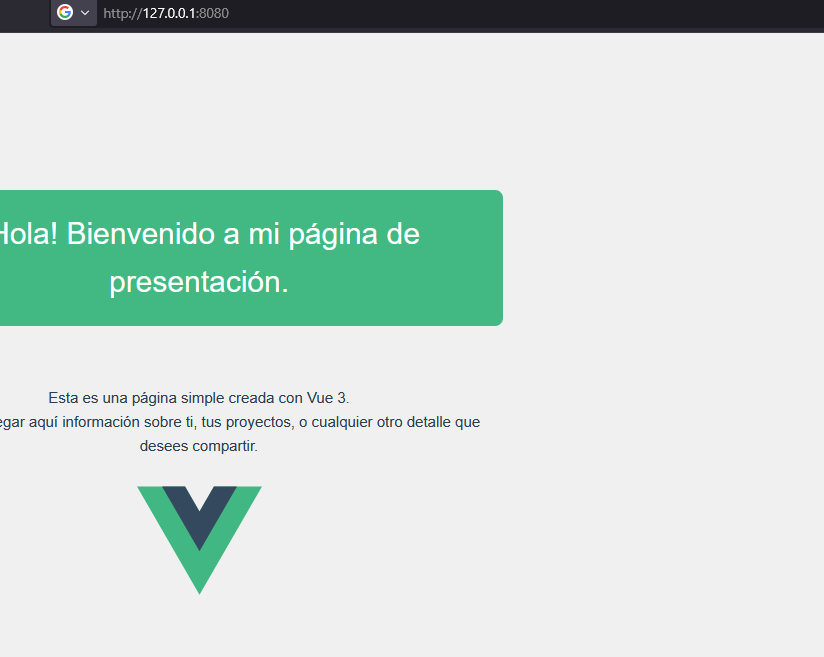 http://127.0.0.1:8080
Hola! Bienvenido a mi página de
presentación.
Esta es una página simple creada con Vue 3.
egar aquí información sobre ti, tus proyectos, o cualquier otro detalle que
desees compartir.